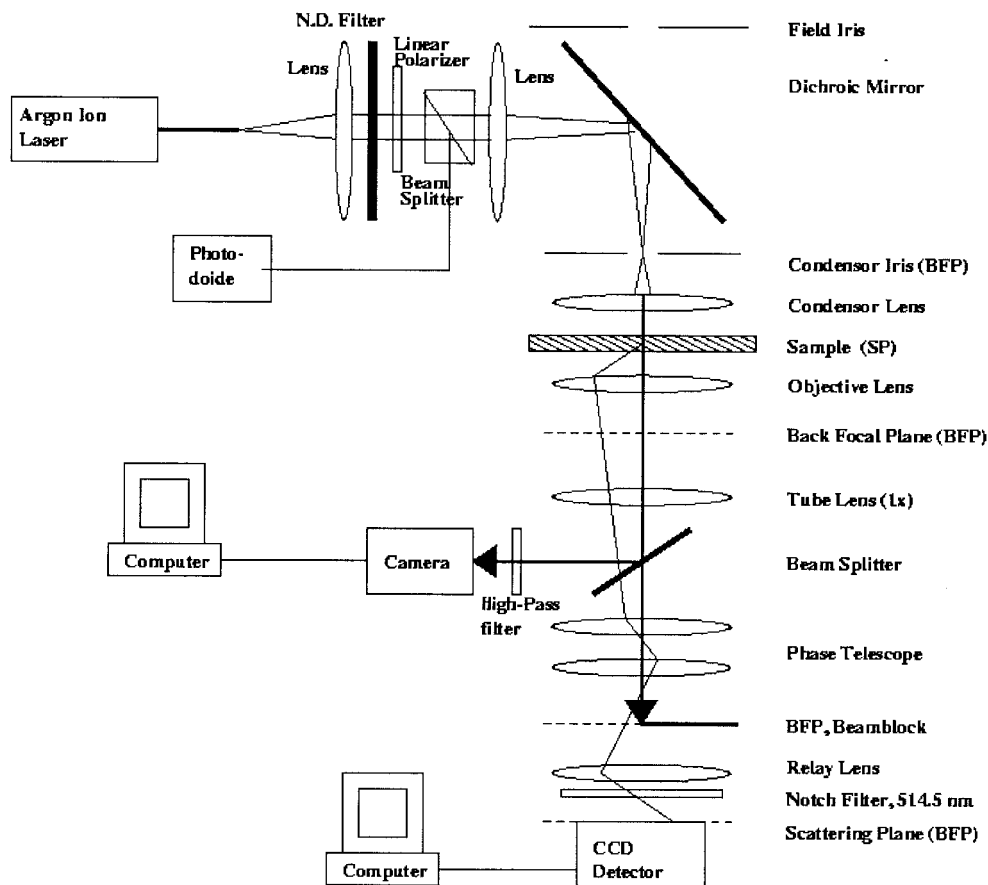 N.D. Filter
Linear
Polarizer
Lens
Lens
Field Iris
Dichroic Mirror
Argon Ion
Laser
Beam
Splitter
Photo-
doide
Condensor Iris (BFP)
Condensor Lens
Sample (SP)
Objective Lens
Back Focal Plane (BFP)
Tube Lens (1x)
Computer
Camera
Beam Splitter
High-Pass
filter
Phase Telescope
BFP, Beamblock
Relay Lens
Notch Filter, 514.5 nm
Scattering Plane (BFP)
CCD
Detector
Computer